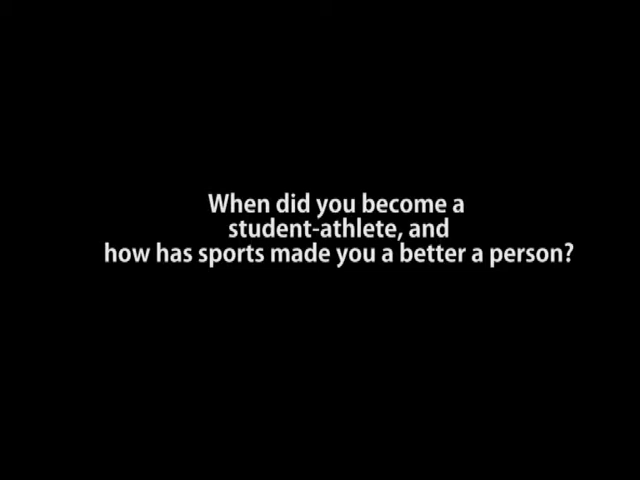 When did you become a
student-athlete, and
how has sports made you a better a person?